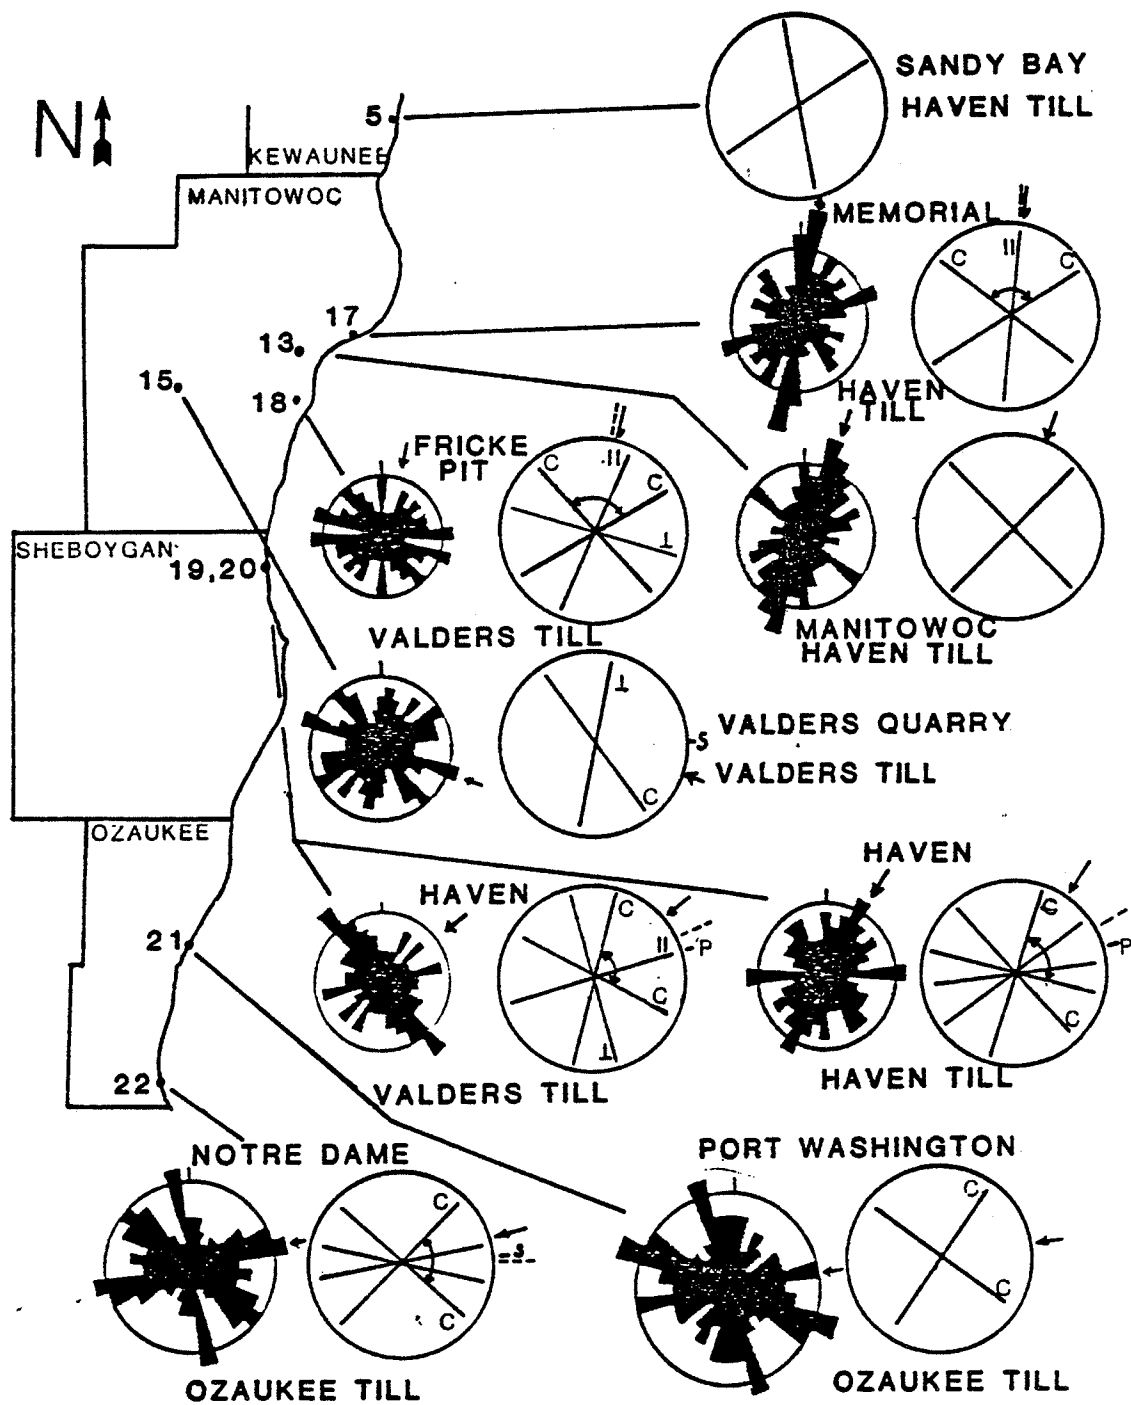 SANDY BAY
HAVEN TILL
N
5
KEWAUNEE
MANITOWOC
MEMORIAL
C
II
C
17
13
15
18
HAVEN
TILL
FRICKE
PIT
C
II
C
⊥
SHEBOYGAN
19,20
VALDERS TILL
MANITOWOC
HAVEN TILL
⊥
S
VALDERS QUARRY
VALDERS TILL
C
OZAUKEE
HAVEN
HAVEN
C
II
P
C
⊥
C
P
C
21
22
VALDERS TILL
HAVEN TILL
NOTRE DAME
PORT WASHINGTON
C
S
C
C
C
OZAUKEE TILL
OZAUKEE TILL